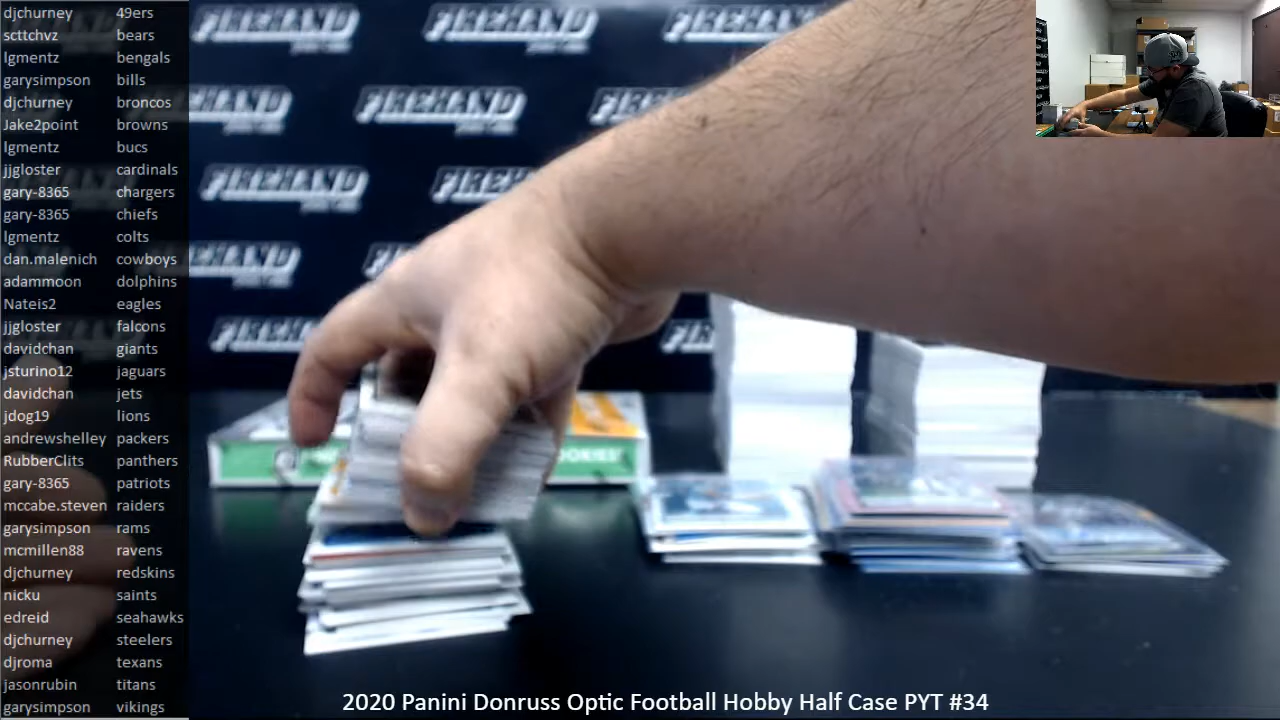 djchurney 49ers
scttchvz bears
lgmentz bengals
garysimpson bills
djchurney broncos
Jake2point browns
lgmentz bucs
jjgloster cardinals
gary-8365 chargers
gary-8365 chiefs
lgmentz colts
dan.malenich cowboys
adammoon dolphins
Nateis2 eagles
jjgloster falcons
davidchan giants
jsturino12 jaguars
davidchan jets
jdog19 lions
andrewshelley packers
RubberClits panthers
gary-8365 patriots
mccabe.steven raiders
garysimpson rams
mcmillen88 ravens
djchurney redskins
nicku saints
edreid seahawks
djchurney steelers
djroma texans
jasonrubin titans
garysimpson vikings
FIREHAND FIREHAND FIREHAND
FIREHAND FIREHAND
FIREHAND FIREHAND
FIREHAND
FIREHAND
2020 Panini Donruss Optic Football Hobby Half Case PYT #34